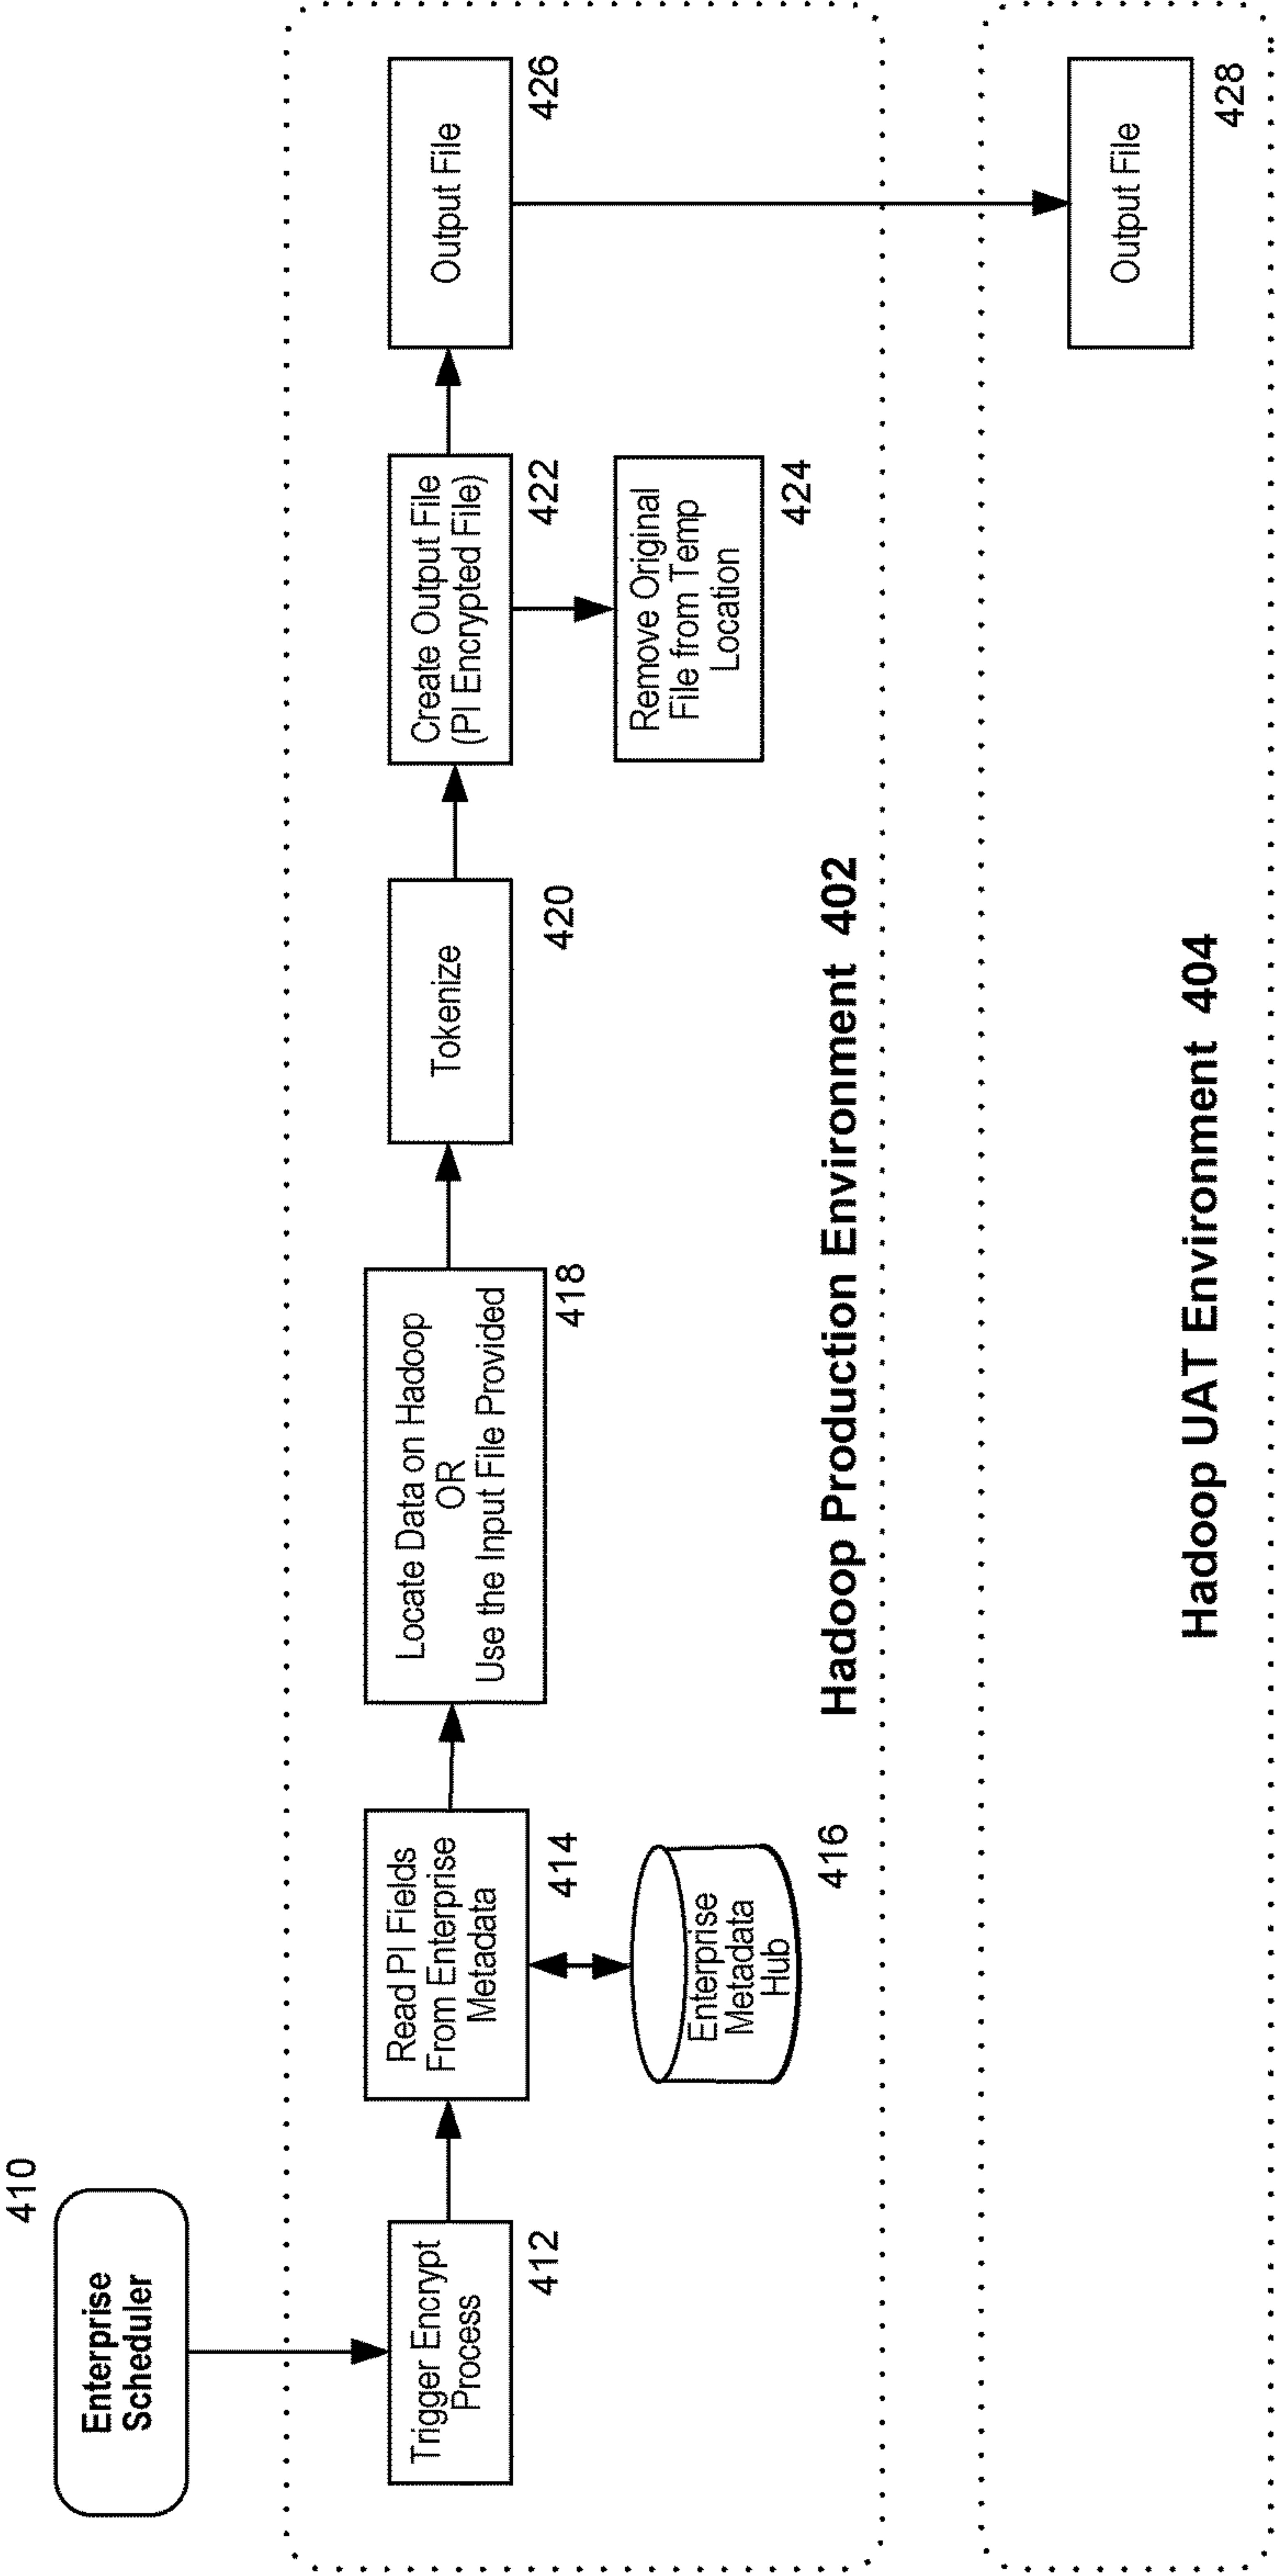 410
Enterprise
Scheduler
Trigger Encrypt
Process
412
Read PI Fields
From Enterprise
Metadata
414
Enterprise
Metadata
Hub
416
Locate Data on Hadoop
OR
Use the Input File Provided
418
Tokenize
420
Create Output File
(PI Encrypted File)
422
Remove Original
File from Temp
Location
424
Output File
426
Hadoop Production Environment 402
Output File
428
Hadoop UAT Environment 404